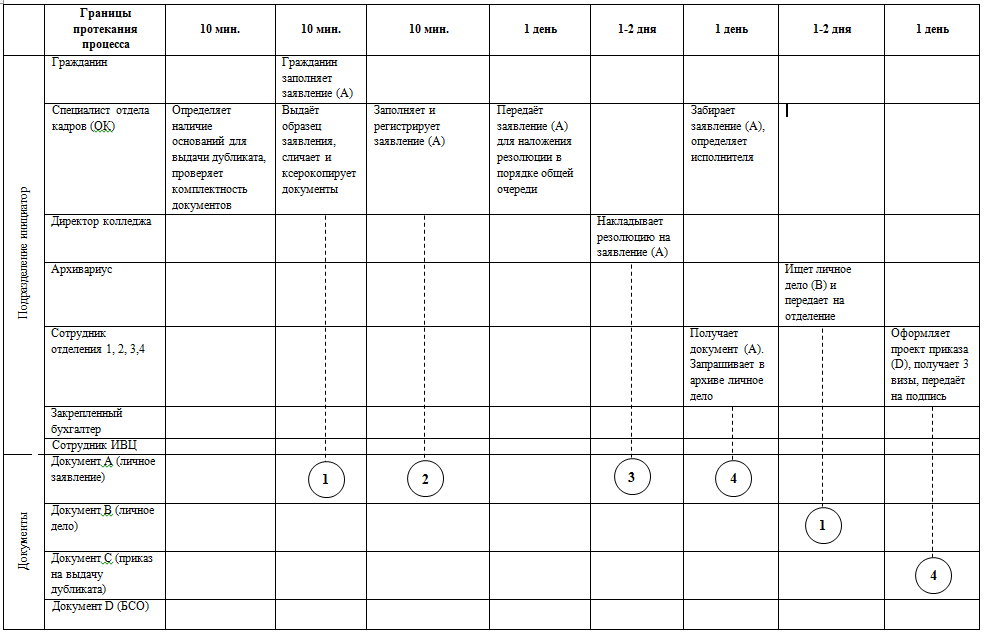 Границы
протекания
процесса
10 мин.
10 мин.
10 мин.
1 день
1-2 дня
1 день
1-2 дня
1 день
Подразделение инициатор
Гражданин
Гражданин
заполняет
заявление (А)
Специалист отдела
кадров (ОК)
Определяет
наличие
оснований для
выдачи дубликата,
проверяет
комплектность
документов
Выдаёт
образец
заявления,
сличает и
ксерокопирует
документы
Заполняет и
регистрирует
заявление (А)
Передаёт
заявление (А)
для наложения
резолюции в
порядке общей
очереди
Забирает
заявление (А),
определяет
исполнителя
Директор колледжа
Накладывает
резолюцию на
заявление (А)
Архивариус
Ищет личное
дело (В) и
передает на
отделение
Сотрудник
отделения 1, 2, 3,4
Получает
документ (А).
Запрашивает в
архиве личное
дело
Оформляет
проект приказа
(D), получает 3
визы, передаёт
на подпись
Закрепленный
бухгалтер
Сотрудник ИВЦ
Документы
Документ А (личное
заявление)
1
2
3
4
Документ В (личное
дело)
1
Документ С (приказ
на выдачу
дубликата)
4
Документ D (БСО)